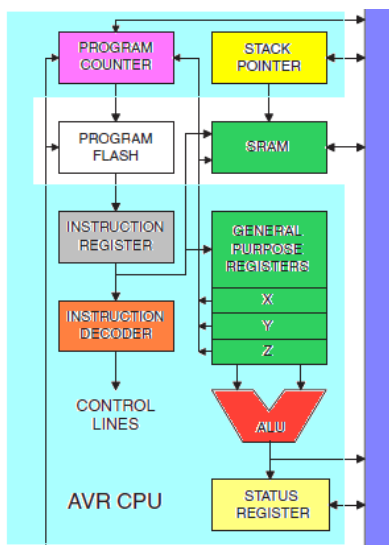 PROGRAM
COUNTER
STACK
POINTER
PROGRAM
FLASH
SRAM
INSTRUCTION
REGISTER
GENERAL
PURPOSE
REGISTERS
X
INSTRUCTION
DECODER
Y
Z
CONTROL
LINES
ALU
AVR CPU
STATUS
REGISTER